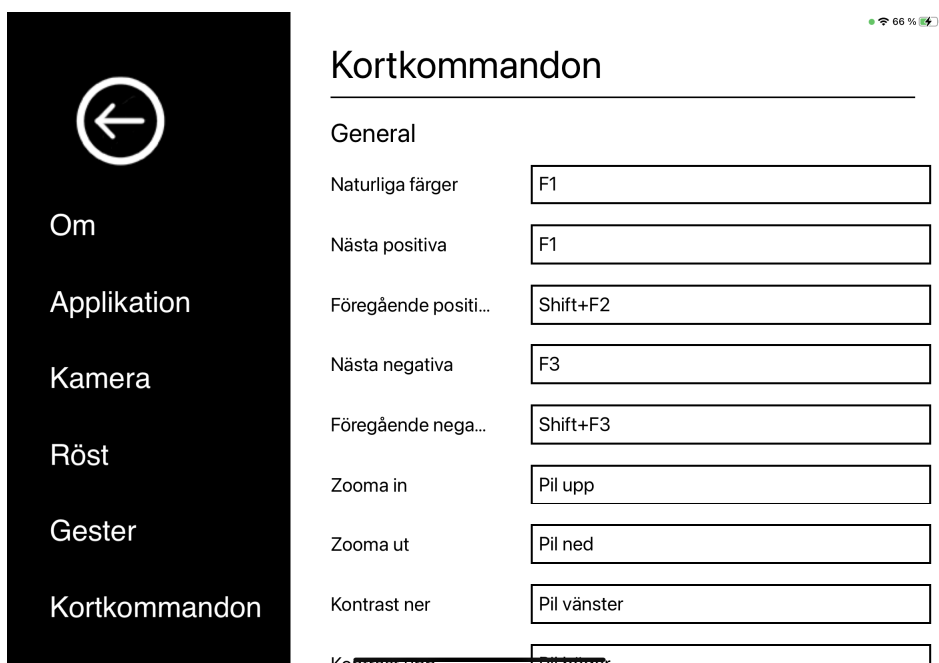 66 %
Kortkommandon
General
Naturliga färger F1
Nästa positiva F1
Föregående positi... Shift+F2
Nästa negativa F3
Föregående nega... Shift+F3
Zooma in Pil upp
Zooma ut Pil ned
Kontrast ner Pil vänster
Om
Applikation
Kamera
Röst
Gester
Kortkommandon